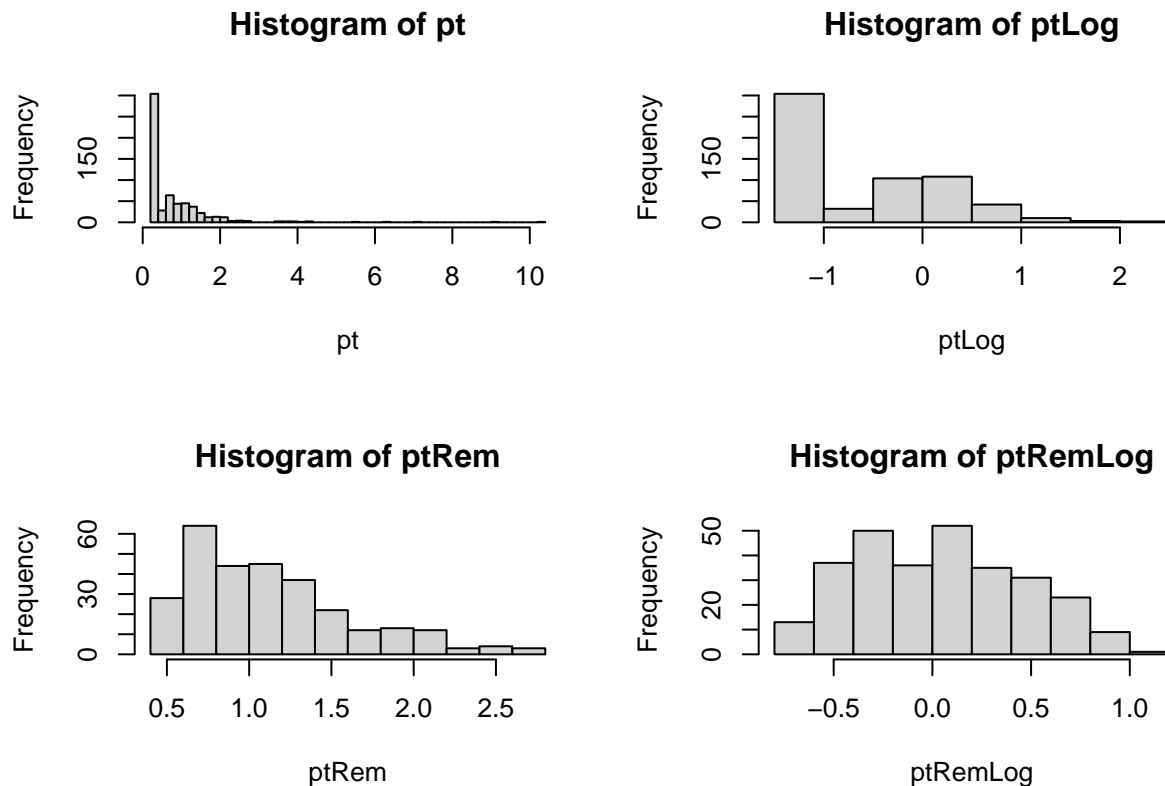 Histogram of pt
Frequency
0 150
0 2 4 6 8 10
pt
Histogram of ptLog
Frequency
0 150
−1 0 1 2
ptLog
Histogram of ptRem
Frequency
0 30 60
0.5 1.0 1.5 2.0 2.5
ptRem
Histogram of ptRemLog
Frequency
0 20 50
−0.5 0.0 0.5 1.0
ptRemLog